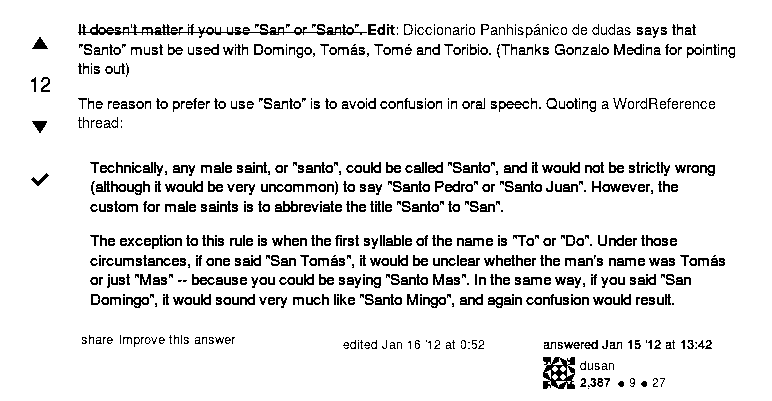 It doesn't matter if you use "San" or "Santo". Edit: Diccionario Panhispánico de dudas says that
"Santo" must be used with Domingo, Tomás, Tomé and Toribio. (Thanks Gonzalo Medina for pointing
this out)
12
The reason to prefer to use "Santo" is to avoid confusion in oral speech. Quoting a WordReference
thread:
Technically, any male saint, or "santo", could be called "Santo", and it would not be strictly wrong
(although it would be very uncommon) to say "Santo Pedro" or "Santo Juan". However, the
custom for male saints is to abbreviate the title "Santo" to "San".
The exception to this rule is when the first syllable of the name is "To" or "Do". Under those
circumstances, if one said "San Tomás", it would be unclear whether the man's name was Tomás
or just "Mas" -- because you could be saying "Santo Mas". In the same way, if you said "San
Domingo", it would sound very much like "Santo Mingo", and again confusion would result.
share improve this answer
edited Jan 16 '12 at 0:52
answered Jan 15 '12 at 13:42
dusan
2,387 ● 9 ● 27